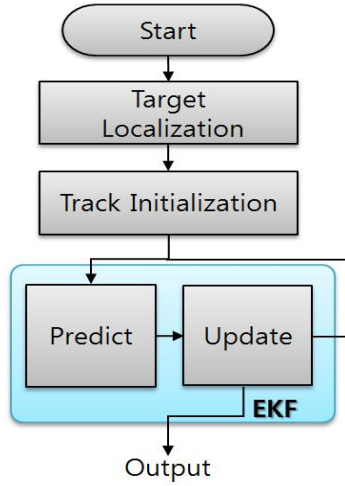 Start
Target
Localization
Track Initialization
Predict
Update
EKF
Output